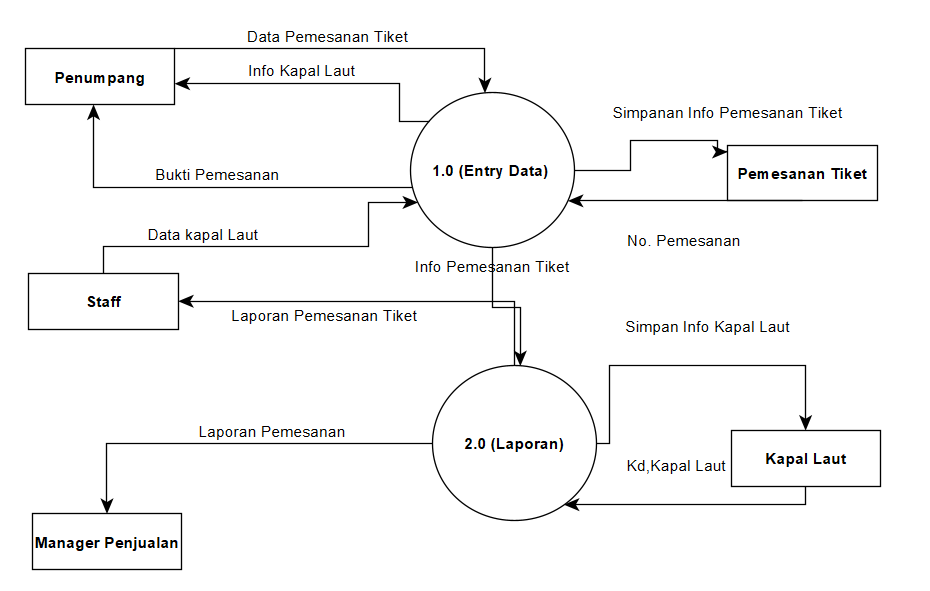 Data Pemesanan Tiket
Penumpang
Info Kapal Laut
Simpanan Info Pemesanan Tiket
1.0 (Entry Data)
Pemesanan Tiket
Bukti Pemesanan
Data kapal Laut
No. Pemesanan
Info Pemesanan Tiket
Staff
Laporan Pemesanan Tiket
Simpan Info Kapal Laut
Laporan Pemesanan
2.0 (Laporan)
Kapal Laut
Kd,Kapal Laut
Manager Penjualan